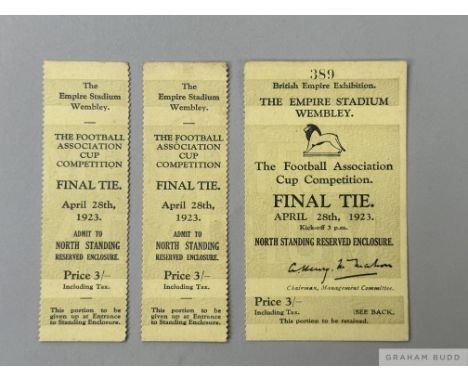 The
Empire Stadium
Wembley.
THE FOOTBALL
ASSOCIATION
CUP
COMPETITION
FINAL TIE.
April 28th,
1923.
ADMIT TO
NORTH STANDING
RESERVED ENCLOSURE.
Price 3/-
Including Tax.
This portion to be
given up at Entrance
to Standing Enclosure.
The
Empire Stadium
Wembley.
THE FOOTBALL
ASSOCIATION
CUP
COMPETITION
FINAL TIE.
April 28th,
1923.
ADMIT TO
NORTH STANDING
RESERVED ENCLOSURE.
Price 3/-
Including Tax.
This portion to be
given up at Entrance
to Standing Enclosure.
389
British Empire Exhibition.
THE EMPIRE STADIUM
WEMBLEY.
The Football Association
Cup Competition.
FINAL TIE.
APRIL 28th, 1923.
Kick-off 3 p.m.
NORTH STANDING RESERVED ENCLOSURE.
Chairman, Management Committee.
Price 3/-
Including Tax. (SEE BACK.
This portion to be retained.
GRAHAM BUDD